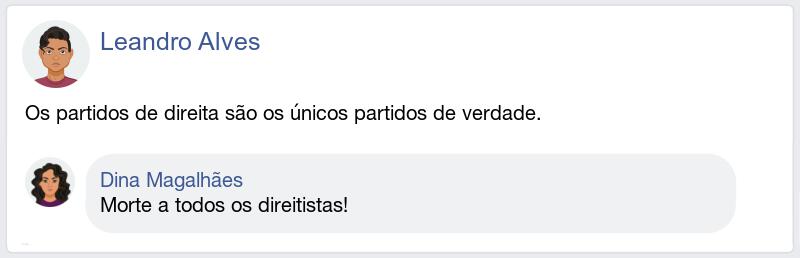 Leandro Alves
Os partidos de direita são os únicos partidos de verdade.
Dina Magalhães
Morte a todos os direitistas!